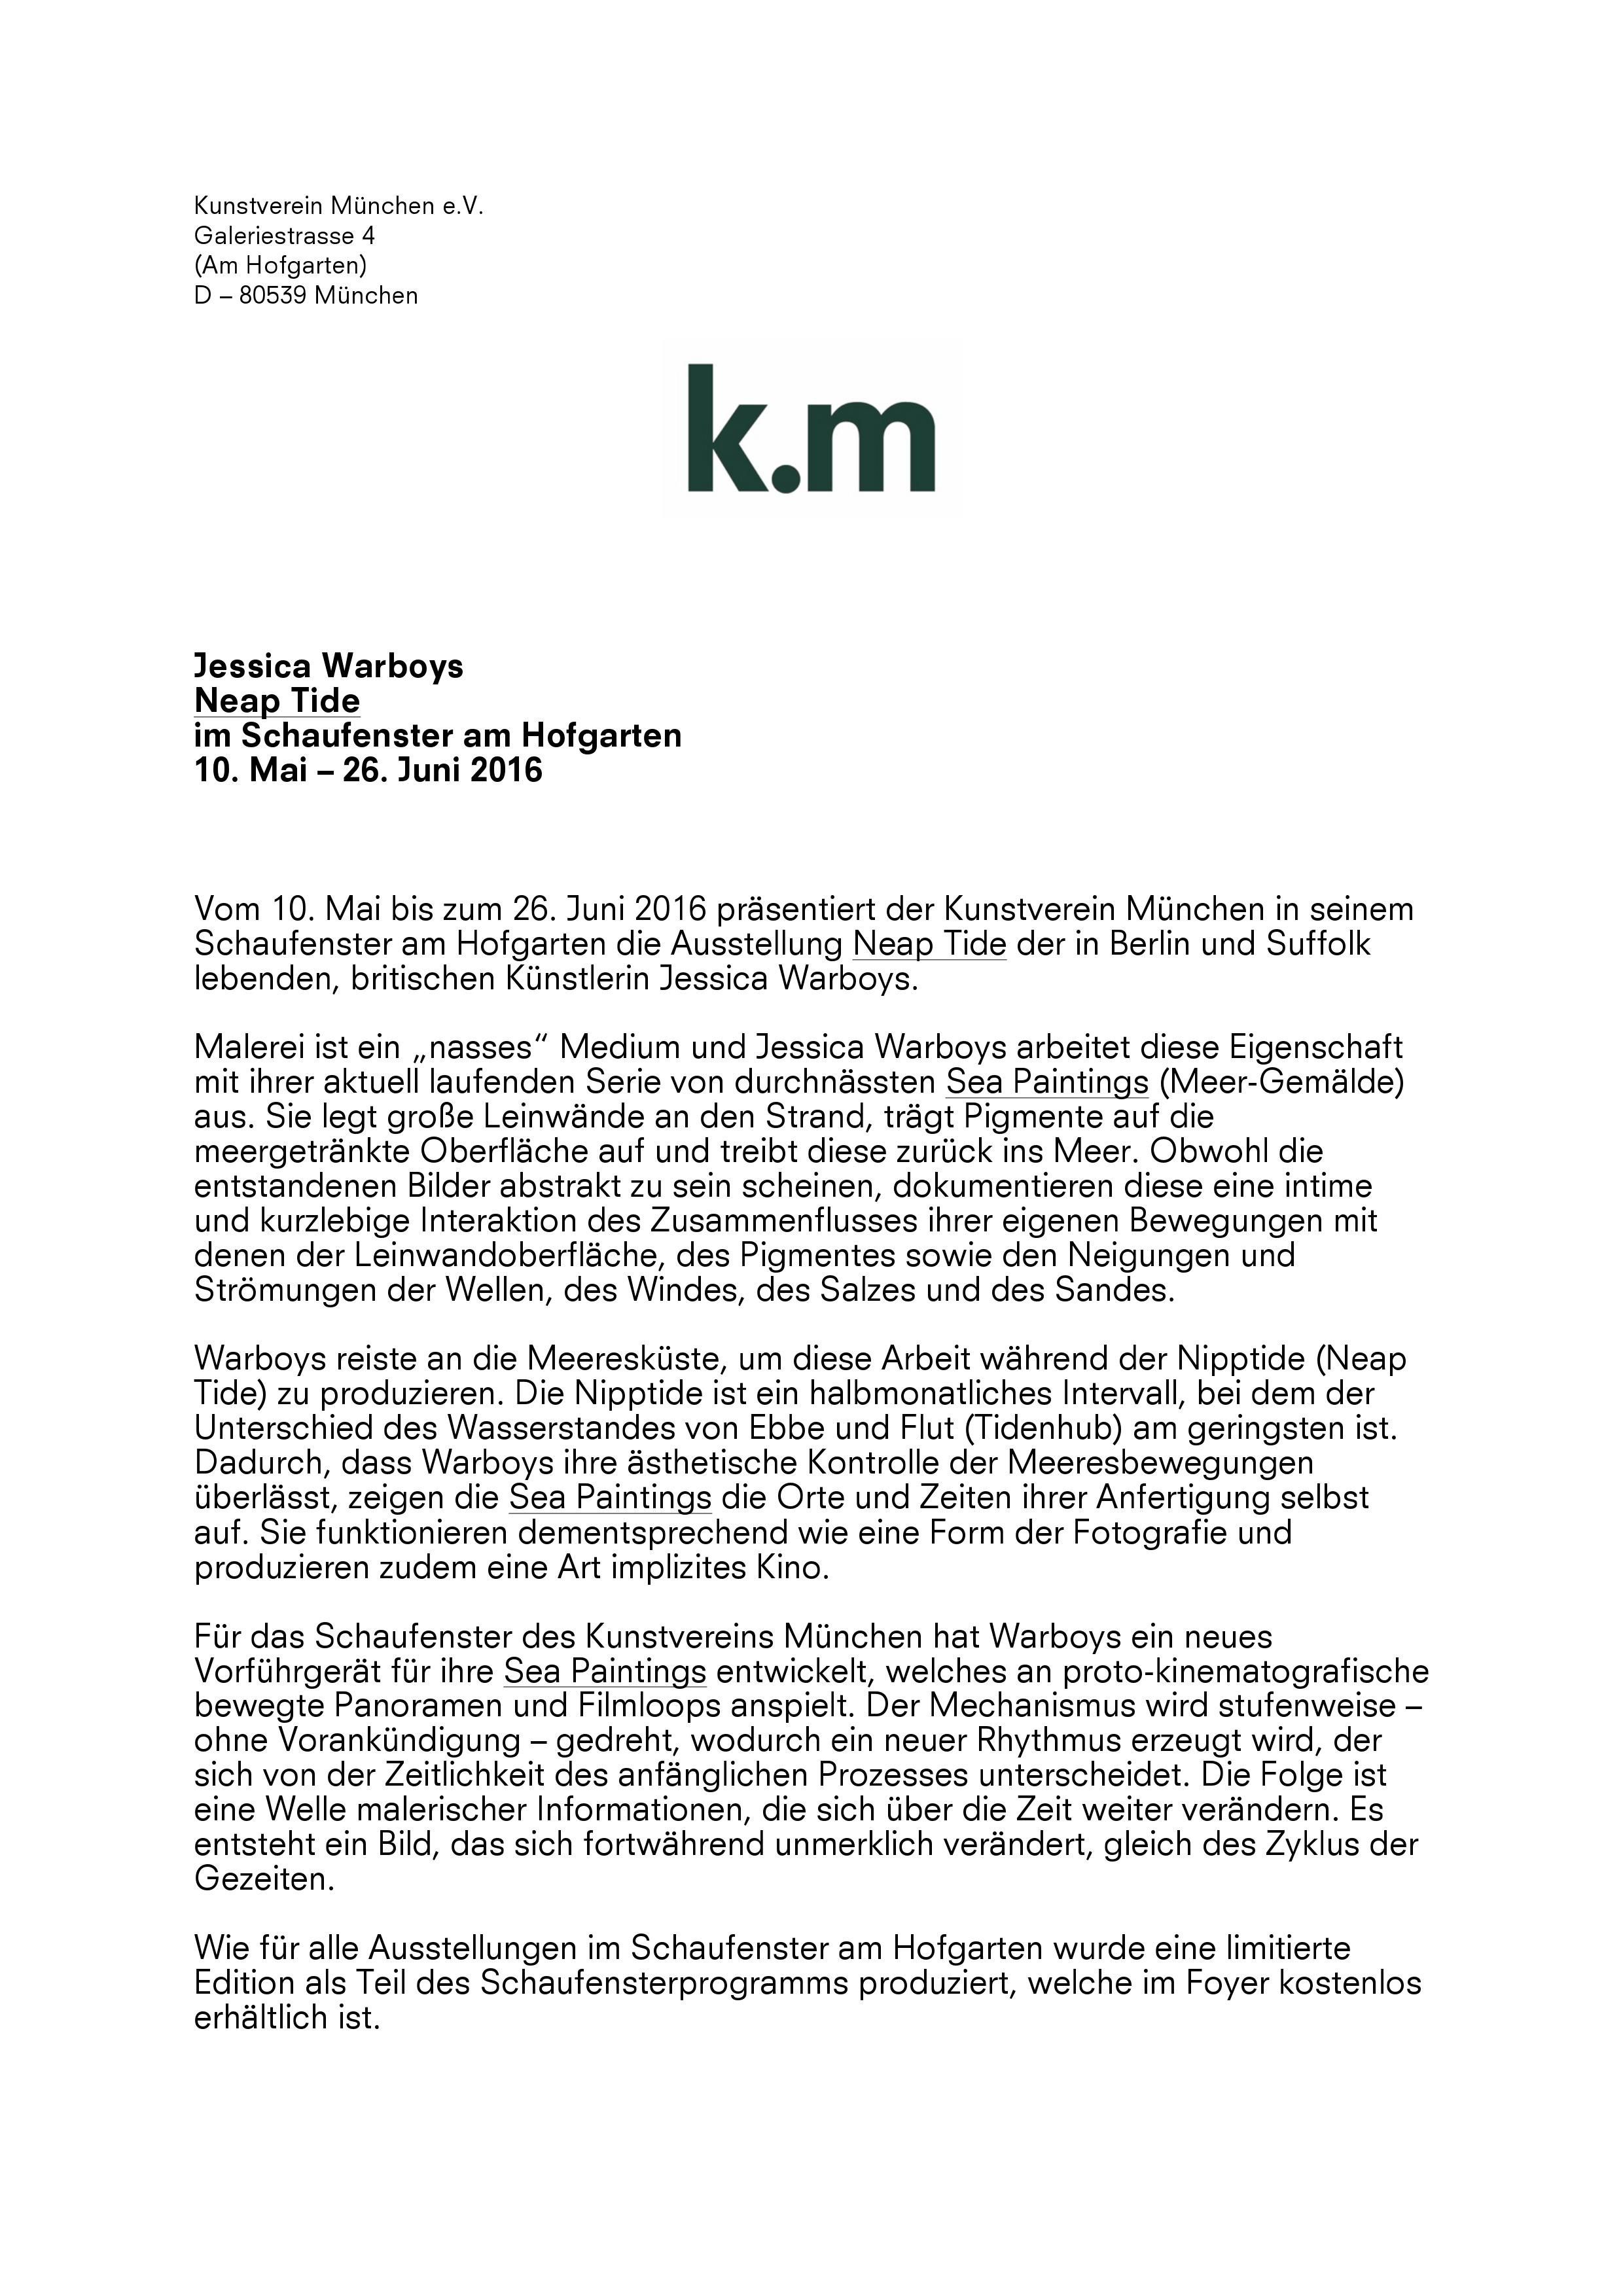 Kunstverein München e.V.
Galeriestrasse 4
(Am Hofgarten)
D – 80539 München
k.m
Jessica Warboys
Neap Tide
im Schaufenster am Hofgarten
10. Mai – 26. Juni 2016
Vom 10. Mai bis zum 26. Juni 2016 präsentiert der Kunstverein München in seinem
Schaufenster am Hofgarten die Ausstellung Neap Tide der in Berlin und Suffolk
lebenden, britischen Künstlerin Jessica Warboys.
Malerei ist ein „nasses“ Medium und Jessica Warboys arbeitet diese Eigenschaft
mit ihrer aktuell laufenden Serie von durchnässten Sea Paintings (Meer-Gemälde)
aus. Sie legt große Leinwände an den Strand, trägt Pigmente auf die
meergetränkte Oberfläche auf und treibt diese zurück ins Meer. Obwohl die
entstandenen Bilder abstrakt zu sein scheinen, dokumentieren diese eine intime
und kurzlebige Interaktion des Zusammenflusses ihrer eigenen Bewegungen mit
denen der Leinwandoberfläche, des Pigmentes sowie den Neigungen und
Strömungen der Wellen, des Windes, des Salzes und des Sandes.
Warboys reiste an die Meeresküste, um diese Arbeit während der Nipptide (Neap
Tide) zu produzieren. Die Nipptide ist ein halbmonatliches Intervall, bei dem der
Unterschied des Wasserstandes von Ebbe und Flut (Tidenhub) am geringsten ist.
Dadurch, dass Warboys ihre ästhetische Kontrolle der Meeresbewegungen
überlässt, zeigen die Sea Paintings die Orte und Zeiten ihrer Anfertigung selbst
auf. Sie funktionieren dementsprechend wie eine Form der Fotografie und
produzieren zudem eine Art implizites Kino.
Für das Schaufenster des Kunstvereins München hat Warboys ein neues
Vorführgerät für ihre Sea Paintings entwickelt, welches an proto-kinematografische
bewegte Panoramen und Filmloops anspielt. Der Mechanismus wird stufenweise –
ohne Vorankündigung – gedreht, wodurch ein neuer Rhythmus erzeugt wird, der
sich von der Zeitlichkeit des anfänglichen Prozesses unterscheidet. Die Folge ist
eine Welle malerischer Informationen, die sich über die Zeit weiter verändern. Es
entsteht ein Bild, das sich fortwährend unmerklich verändert, gleich des Zyklus der
Gezeiten.
Wie für alle Ausstellungen im Schaufenster am Hofgarten wurde eine limitierte
Edition als Teil des Schaufensterprogramms produziert, welche im Foyer kostenlos
erhältlich ist.